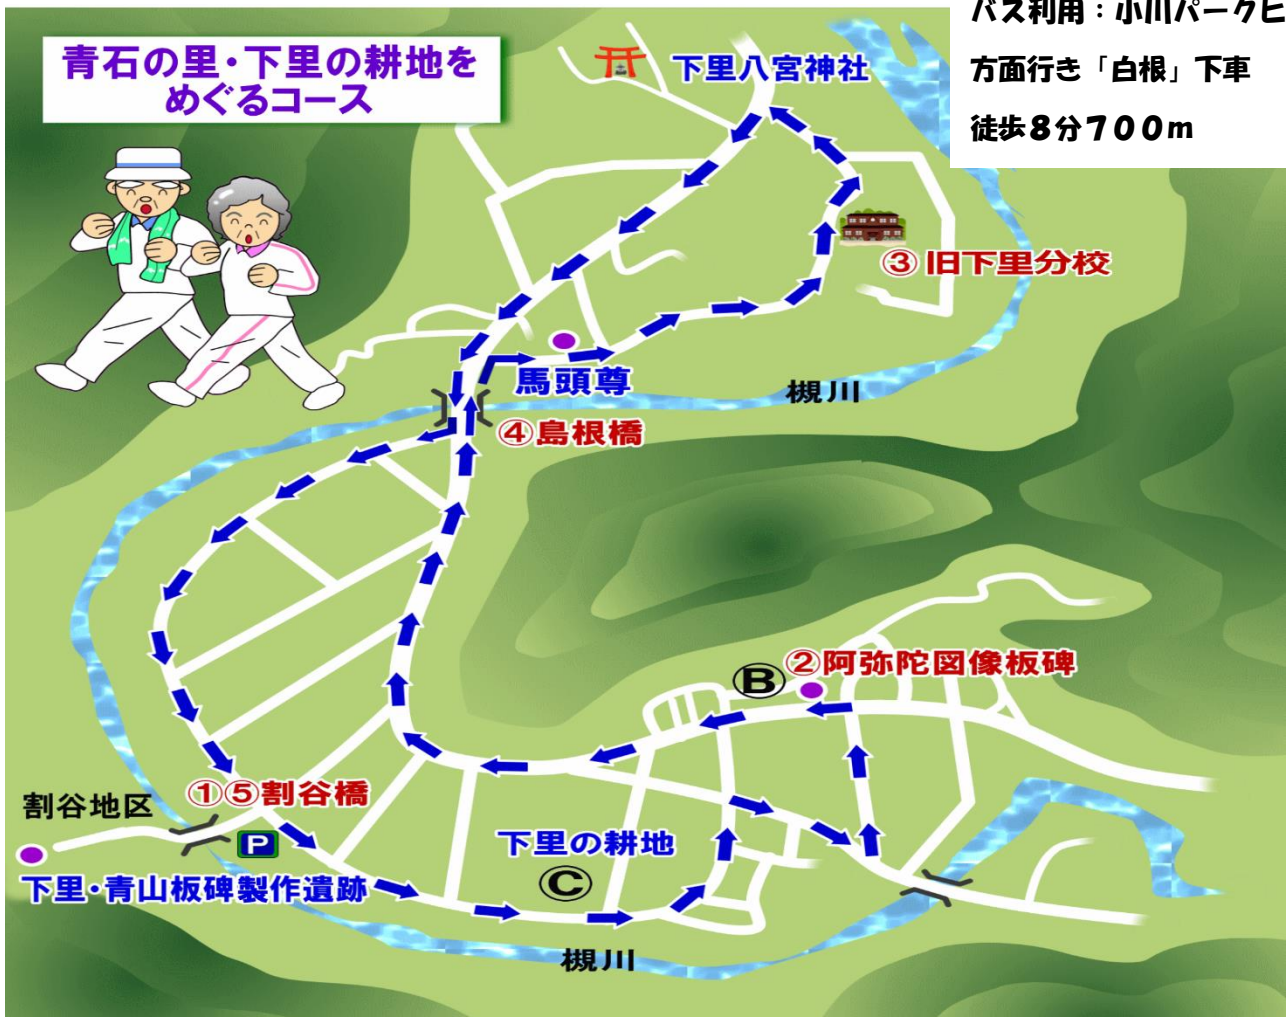 青石の里・下里の耕地を
めぐるコース
バス利用：小川パークヒ
方面行き「白根」下車
徒歩8分700m
下里八宮神社
③旧下里分校
馬頭尊
槻川
④島根橋
②阿弥陀図像板碑
B
①⑤割谷橋
割谷地区
P
下里の耕地
C
下里・青山板碑製作遺跡
槻川